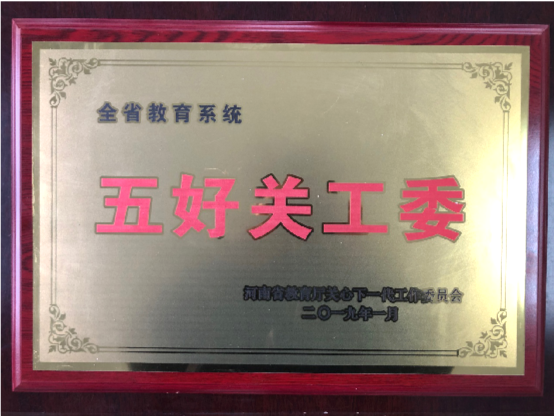 全省教育系统
五好关工委
河南省教育厅关心下一代工作委员会
二〇一九年一月